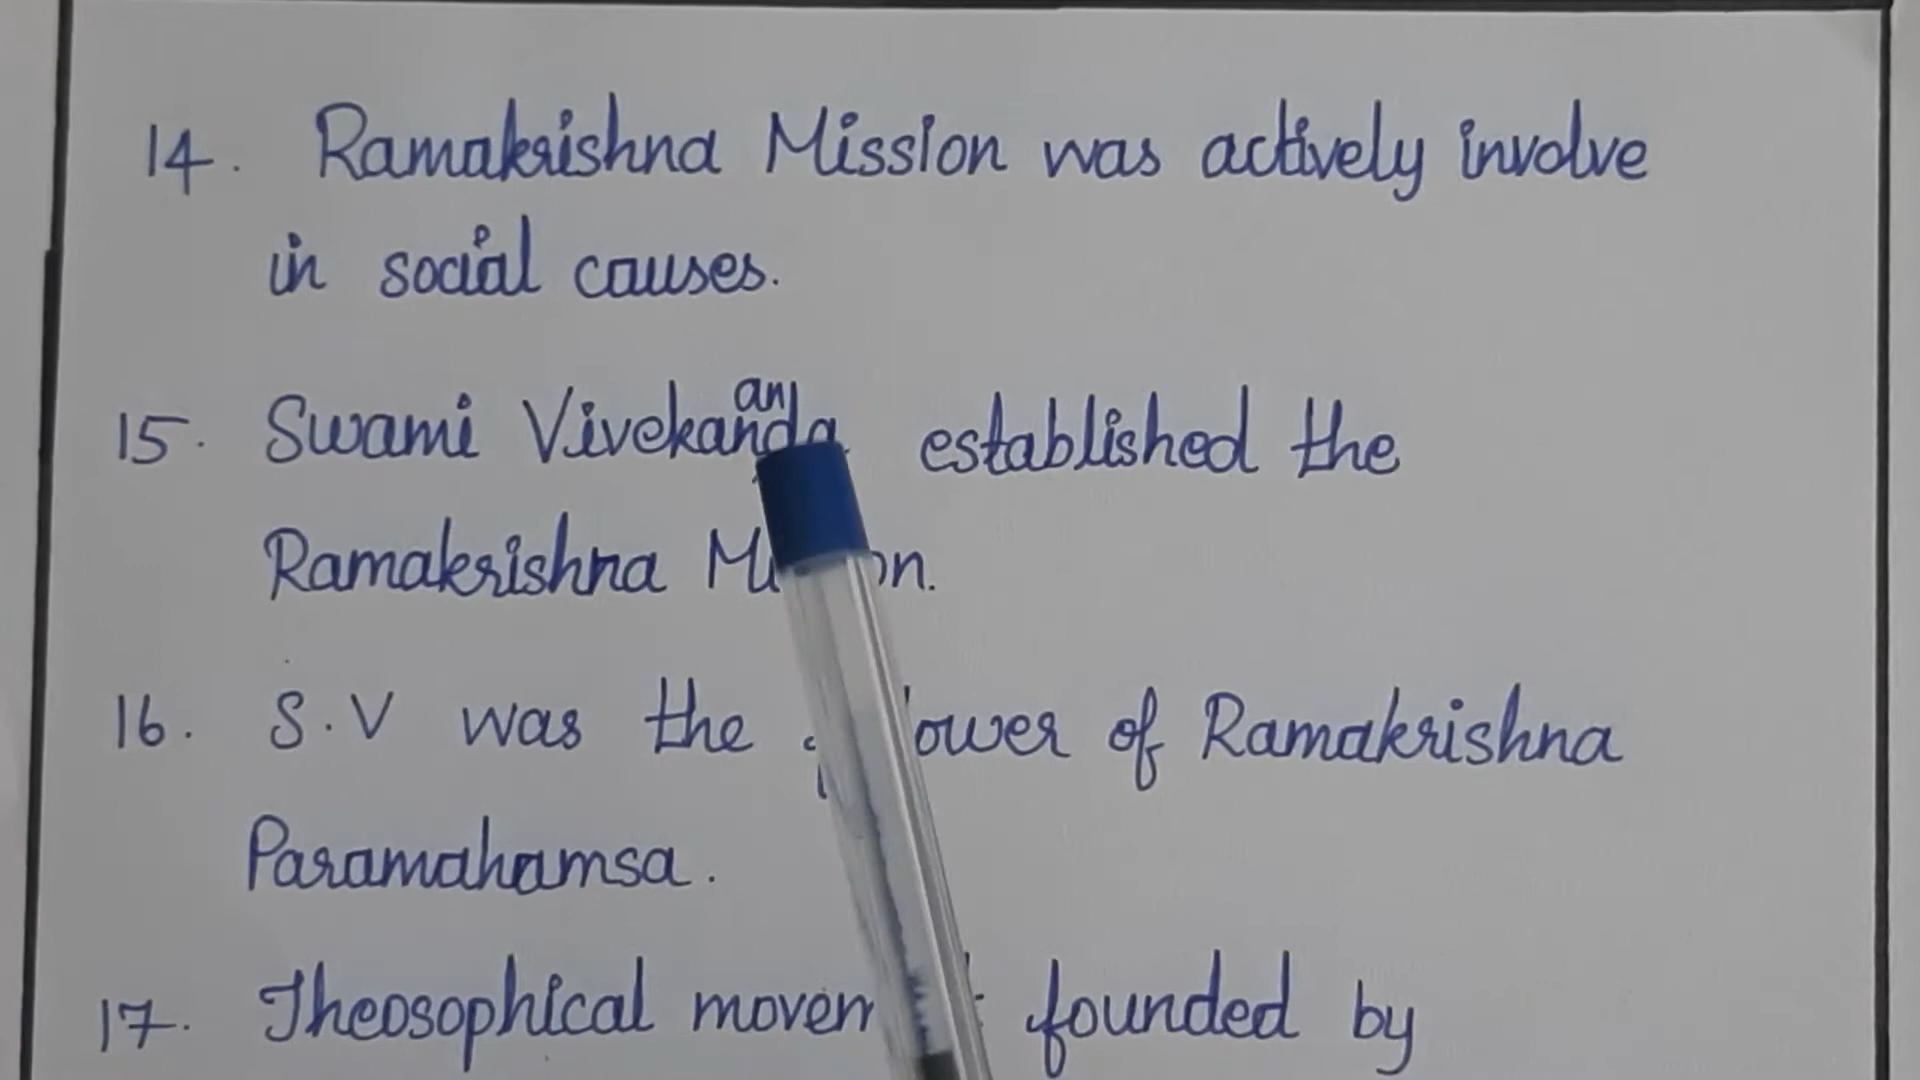 14. Ramakrishna Mission was actively involve
in social causes.
15. Swami Vivekananda established the
Ramakrishna
16. S.V was the of Ramakrishna
Paramahamsa.
17. Theosophical founded by